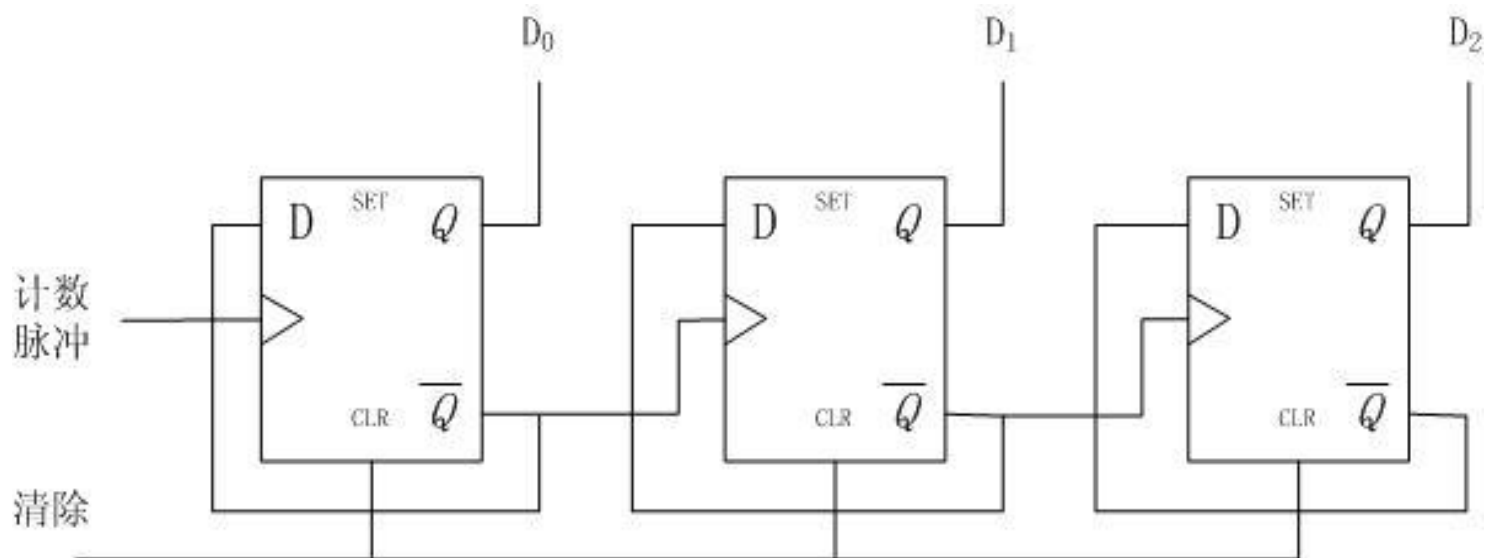 D₀ D₁ D₂
SET SET SET
D Q D Q D Q
计数
脉冲
Q̅ Q̅ Q̅
CLR CLR CLR
清除